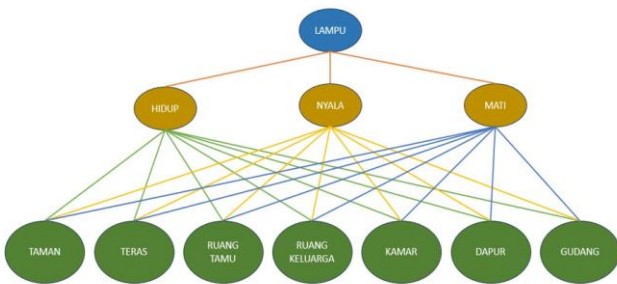 LAMPU
HIDUP
NYALA
MATI
TAMAN
TERAS
RUANG
TAMU
RUANG
KELUARGA
KAMAR
DAPUR
GUDANG